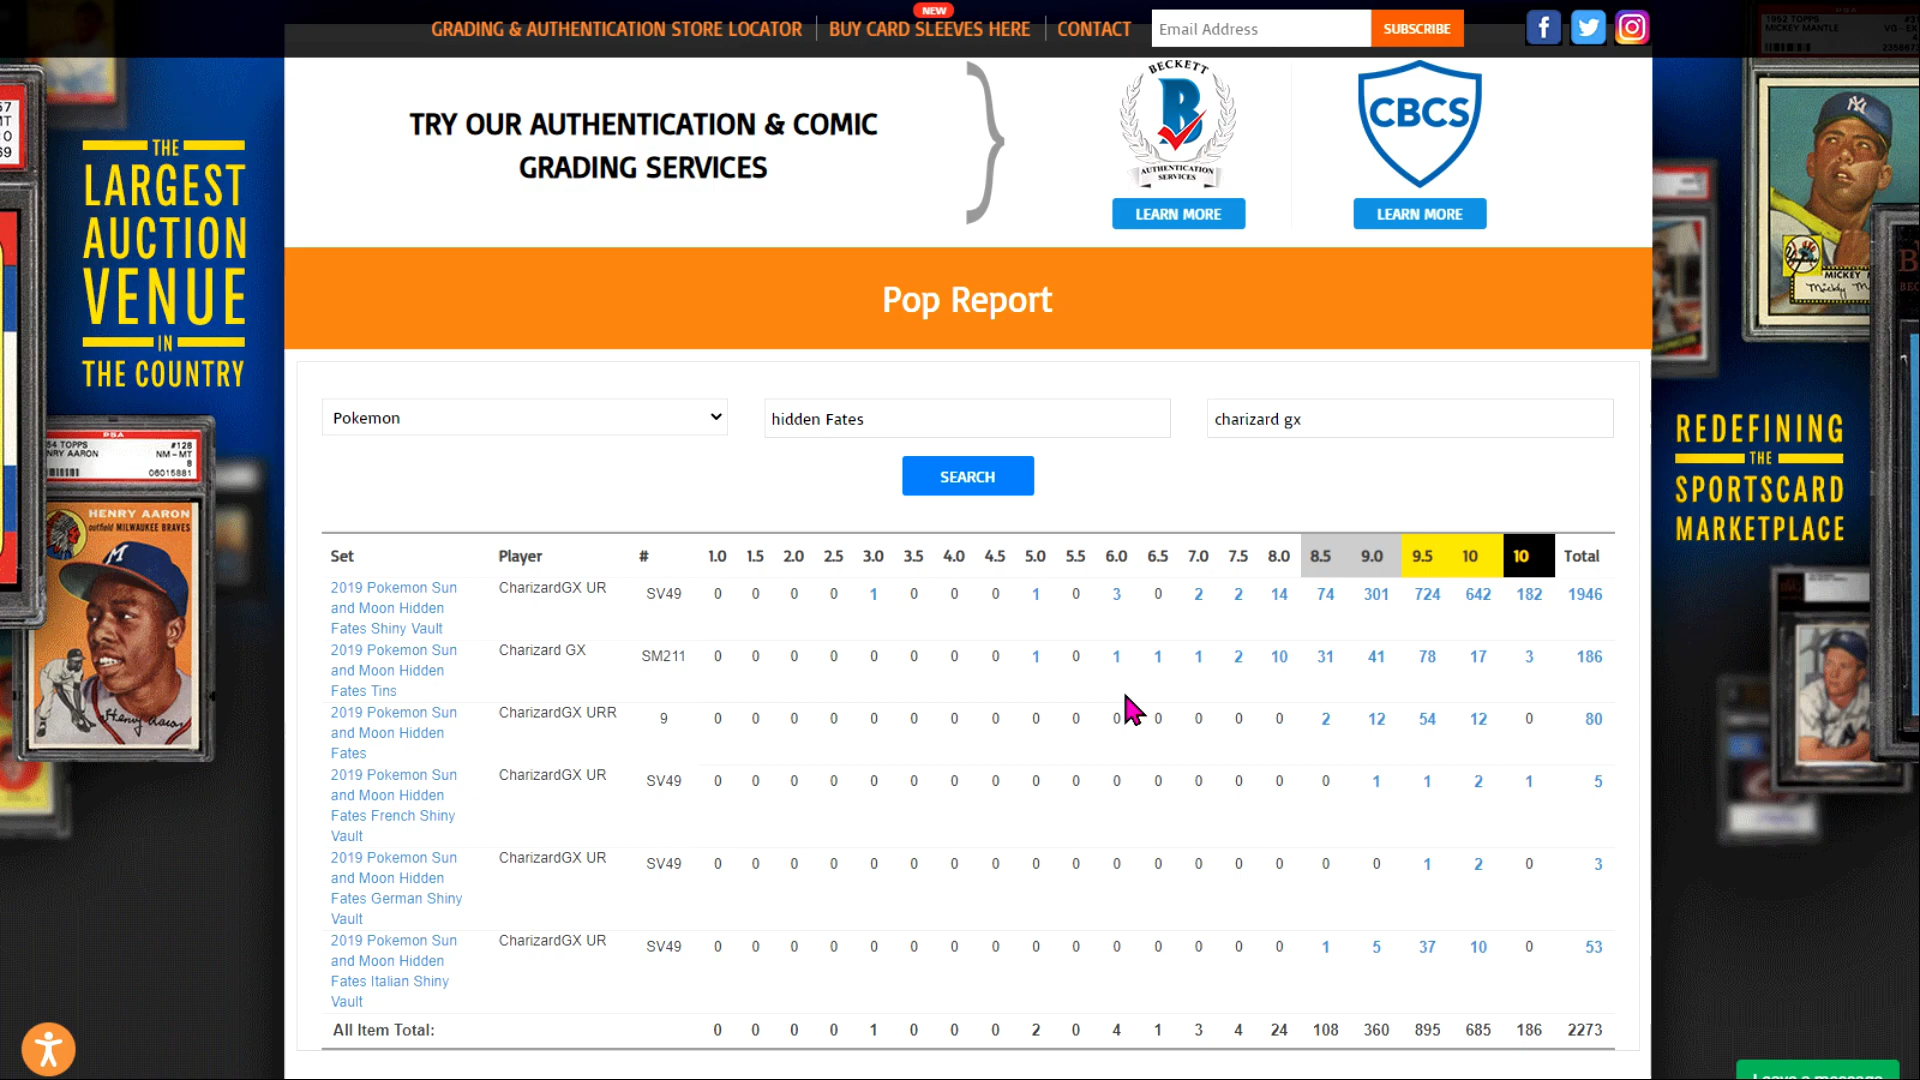 GRADING & AUTHENTICATION STORE LOCATOR
NEW
BUY CARD SLEEVES HERE
CONTACT
Email Address
SUBSCRIBE
TRY OUR AUTHENTICATION & COMIC
GRADING SERVICES
BECKETT
B
AUTHENTICATION
SERVICES
LEARN MORE
CBCS
LEARN MORE
THE
LARGEST
AUCTION
VENUE
IN
THE COUNTRY
Pop Report
Pokemon
hidden Fates
charizard gx
SEARCH
Set Player # 1.0 1.5 2.0 2.5 3.0 3.5 4.0 4.5 5.0 5.5 6.0 6.5 7.0 7.5 8.0 8.5 9.0 9.5 10 10 Total
2019 Pokemon Sun CharizardGX UR SV49 0 0 0 0 1 0 0 0 1 0 3 0 2 2 14 74 301 724 642 182 1946
and Moon Hidden
Fates Shiny Vault
2019 Pokemon Sun Charizard GX SM211 0 0 0 0 0 0 0 0 1 0 1 1 1 2 10 31 41 78 17 3 186
and Moon Hidden
Fates Tins
2019 Pokemon Sun CharizardGX URR 9 0 0 0 0 0 0 0 0 0 0 0 0 0 0 0 2 12 54 12 0 80
and Moon Hidden
Fates
2019 Pokemon Sun CharizardGX UR SV49 0 0 0 0 0 0 0 0 0 0 0 0 0 0 0 0 1 1 2 1 5
and Moon Hidden
Fates French Shiny
Vault
2019 Pokemon Sun CharizardGX UR SV49 0 0 0 0 0 0 0 0 0 0 0 0 0 0 0 0 0 1 2 0 3
and Moon Hidden
Fates German Shiny
Vault
2019 Pokemon Sun CharizardGX UR SV49 0 0 0 0 0 0 0 0 0 0 0 0 0 0 0 1 5 37 10 0 53
and Moon Hidden
Fates Italian Shiny
Vault
All Item Total: 0 0 0 0 1 0 0 0 2 0 4 1 3 4 24 108 360 895 685 186 2273
REDEFINING
THE
SPORTSCARD
MARKETPLACE
PSA
#128
NM - MT
8
06015881
HENRY AARON
outfield MILWAUKEE BRAVES
1952 TOPPS
MICKEY MANTLE